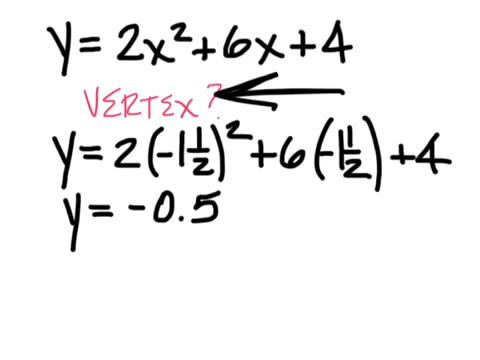 y = 2x² + 6x + 4
VERTEX?
y = 2(-1½)² + 6(-1½) + 4
y = -0.5